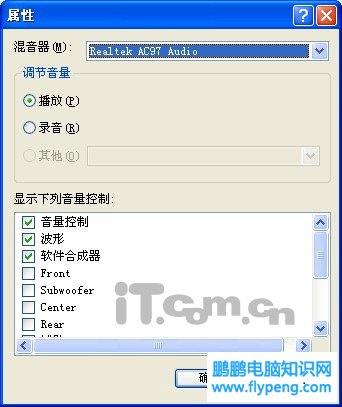 属性
混音器(M):
Realtek AC97 Audio
调节音量
播放(P)
录音(R)
其他(O)
显示下列音量控制:
音量控制
波形
软件合成器
Front
Subwoofer
Center
Rear
iT.com.cn
鹏鹏电脑知识网
www.flypeng.com